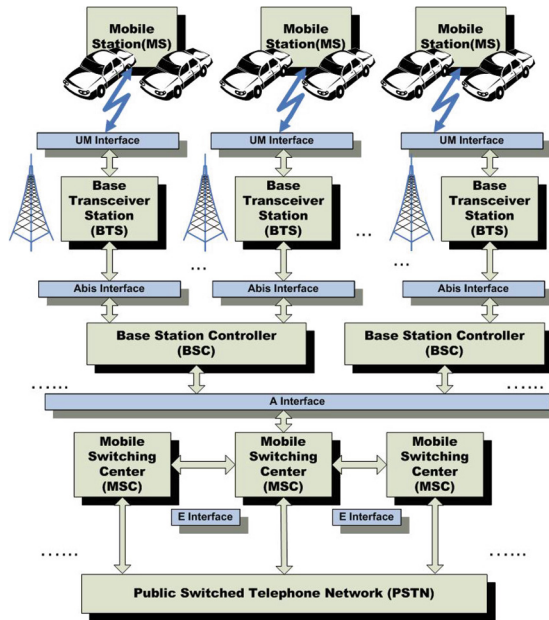 Mobile
Station(MS)
Mobile
Station(MS)
Mobile
Station(MS)
UM Interface
UM Interface
UM Interface
Base
Transceiver
Station
(BTS)
Base
Transceiver
Station
(BTS)
Base
Transceiver
Station
(BTS)
...
...
...
Abis Interface
Abis Interface
Abis Interface
Base Station Controller
(BSC)
Base Station Controller
(BSC)
......
......
A Interface
Mobile
Switching
Center
(MSC)
Mobile
Switching
Center
(MSC)
Mobile
Switching
Center
(MSC)
E Interface
E Interface
......
......
Public Switched Telephone Network (PSTN)